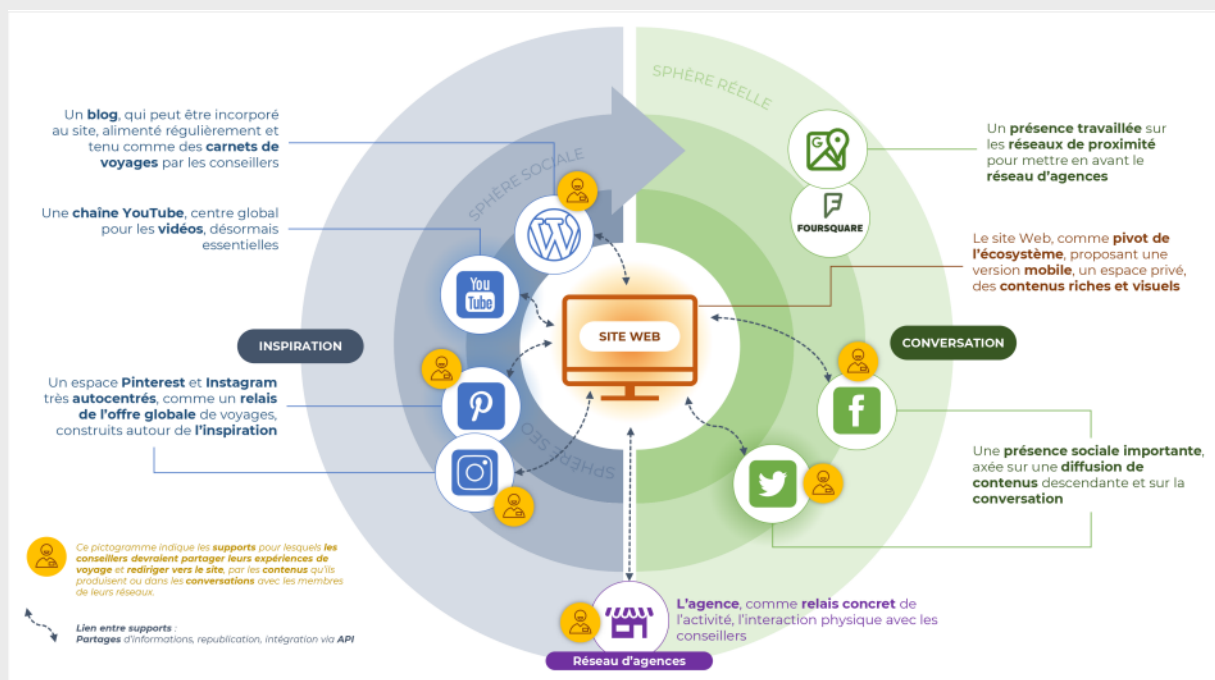 SPHÈRE RÉELLE
SPHÈRE SOCIALE
SPHÈRE SEO
Un blog, qui peut être incorporé
au site, alimenté régulièrement et
tenu comme des carnets de
voyages par les conseillers
Une chaîne YouTube, centre global
pour les vidéos, désormais
essentielles
You
Tube
INSPIRATION
Un espace Pinterest et Instagram
très autocentrés, comme un relais
de l'offre globale de voyages,
construits autour de l'inspiration
SITE WEB
G
FOURSQUARE
Un présence travaillée sur
les réseaux de proximité
pour mettre en avant le
réseau d'agences
Le site Web, comme pivot de
l'écosystème, proposant une
version mobile, un espace privé,
des contenus riches et visuels
CONVERSATION
Une présence sociale importante,
axée sur une diffusion de
contenus descendante et sur la
conversation
Ce pictogramme indique les supports pour lesquels les
conseillers devraient partager leurs expériences de
voyage et rediriger vers le site, par les contenus qu'ils
produisent ou dans les conversations avec les membres
de leurs réseaux.
Lien entre supports :
Partages d'informations, republication, intégration via API
L'agence, comme relais concret de
l'activité, l'interaction physique avec les
conseillers
Réseau d'agences